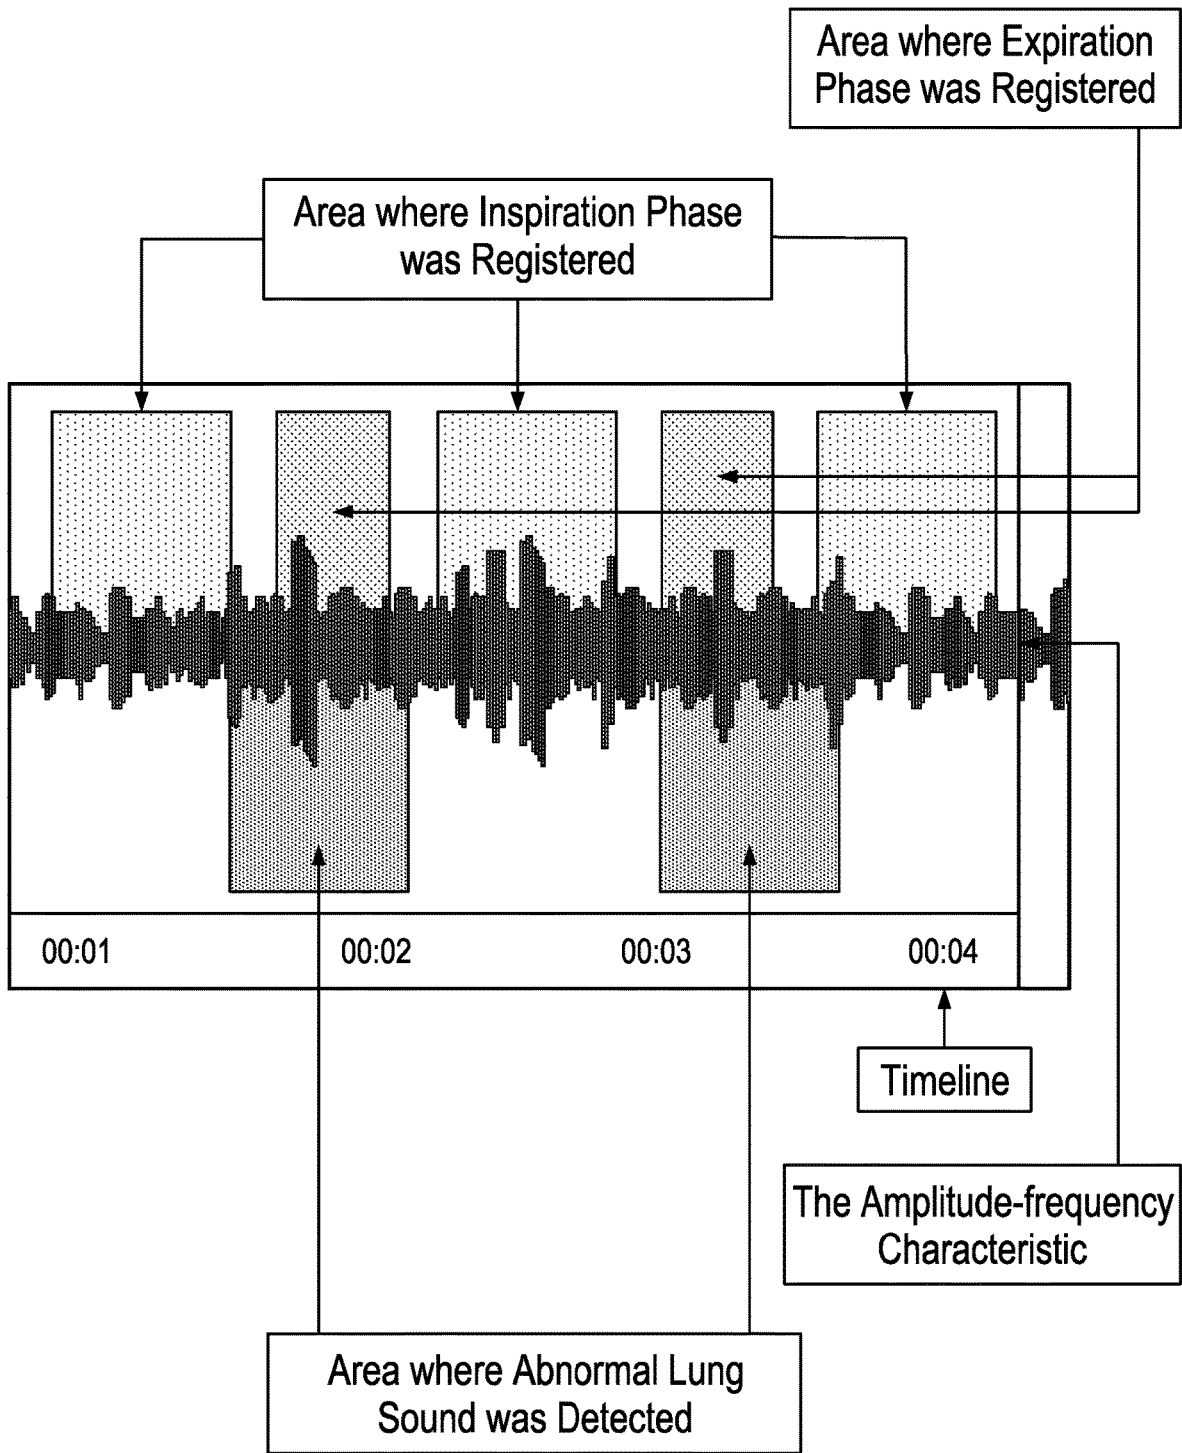 Area where Expiration
Phase was Registered
Area where Inspiration Phase
was Registered
00:01 00:02 00:03 00:04
Timeline
The Amplitude-frequency
Characteristic
Area where Abnormal Lung
Sound was Detected